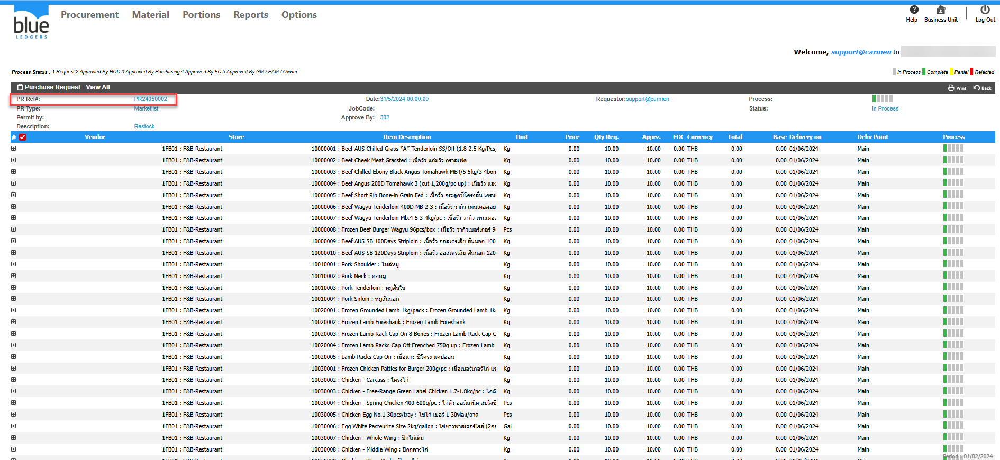 blue
LEDGERS
Procurement Material Portions Reports Options
Help Business Unit Log Out
Welcome, support@carmen to
Process Status : 1.Request 2.Approved By HOD 3.Approved By Purchasing 4.Approved By FC 5.Approved By GM / EAM / Owner
In Process Complete Partial Rejected
Purchase Request - View All Print Back
PR Ref#: PR24050002 Date:31/5/2024 00:00:00 Requestor:support@carmen Process:
PR Type: Marketlist JobCode: Status: In Process
Permit by: Approve By: 302
Description: Restock
# Vendor Store Item Description Unit Price Qty Req. Apprv. FOC Currency Total Base Delivery on Deliv Point Process
1FB01 : F&B-Restaurant 10000001 : Beef AUS Chilled Grass *A* Tenderloin SS/Off (1.8-2.5 Kg/Pcs) Kg 0.00 10.00 10.00 0.00 THB 0.00 0.00 01/06/2024 Main
1FB01 : F&B-Restaurant 10000002 : Beef Cheek Meat Grassfed : เนื้อวัว แก้มวัว กราสเฟด Kg 0.00 10.00 10.00 0.00 THB 0.00 0.00 01/06/2024 Main
1FB01 : F&B-Restaurant 10000003 : Beef Chilled Ebony Black Angus Tomahawk MB4/5 5kg/3-4bon Kg 0.00 10.00 10.00 0.00 THB 0.00 0.00 01/06/2024 Main
1FB01 : F&B-Restaurant 10000004 : Beef Angus 200D Tomahawk 3 (cut 1,200g/pc up) : เนื้อวัว แอง Kg 0.00 10.00 10.00 0.00 THB 0.00 0.00 01/06/2024 Main
1FB01 : F&B-Restaurant 10000005 : Beef Short Rib Bone-in Grain Fed : เนื้อวัว กระดูกซี่โครงสั้น เกรน Kg 0.00 10.00 10.00 0.00 THB 0.00 0.00 01/06/2024 Main
1FB01 : F&B-Restaurant 10000006 : Beef Wagyu Tenderloin 400D MB 2-3 : เนื้อวัว วากิว เทนเดอลอย Kg 0.00 10.00 10.00 0.00 THB 0.00 0.00 01/06/2024 Main
1FB01 : F&B-Restaurant 10000007 : Beef Wagyu Tenderloin Mb.4-5 3-4kg/pc : เนื้อวัว วากิว เทนเดอล Kg 0.00 10.00 10.00 0.00 THB 0.00 0.00 01/06/2024 Main
1FB01 : F&B-Restaurant 10000008 : Frozen Beef Burger Wagyu 96pcs/box : เนื้อวัว วากิวเบอร์เกอร์ 96 Pcs 0.00 10.00 10.00 0.00 THB 0.00 0.00 01/06/2024 Main
1FB01 : F&B-Restaurant 10000009 : Beef AUS SB 100Days Striploin : เนื้อวัว ออสเตรเลีย สันนอก 100 Kg 0.00 10.00 10.00 0.00 THB 0.00 0.00 01/06/2024 Main
1FB01 : F&B-Restaurant 10000010 : Beef AUS SB 120Days Striploin : เนื้อวัว ออสเตรเลีย สันนอก 120 Kg 0.00 10.00 10.00 0.00 THB 0.00 0.00 01/06/2024 Main
1FB01 : F&B-Restaurant 10010001 : Pork Shoulder : ไหล่หมู Kg 0.00 10.00 10.00 0.00 THB 0.00 0.00 01/06/2024 Main
1FB01 : F&B-Restaurant 10010002 : Pork Neck : คอหมู Kg 0.00 10.00 10.00 0.00 THB 0.00 0.00 01/06/2024 Main
1FB01 : F&B-Restaurant 10010003 : Pork Tenderloin : หมูสันใน Kg 0.00 10.00 10.00 0.00 THB 0.00 0.00 01/06/2024 Main
1FB01 : F&B-Restaurant 10010004 : Pork Sirloin : หมูสันนอก Kg 0.00 10.00 10.00 0.00 THB 0.00 0.00 01/06/2024 Main
1FB01 : F&B-Restaurant 10020001 : Frozen Grounded Lamb 1kg/pack : Frozen Grounded Lamb 1kg Kg 0.00 10.00 10.00 0.00 THB 0.00 0.00 01/06/2024 Main
1FB01 : F&B-Restaurant 10020002 : Frozen Lamb Foreshank : Frozen Lamb Foreshank Kg 0.00 10.00 10.00 0.00 THB 0.00 0.00 01/06/2024 Main
1FB01 : F&B-Restaurant 10020003 : Frozen Lamb Rack Cap On 8 Bones : Frozen Lamb Rack Cap O Kg 0.00 10.00 10.00 0.00 THB 0.00 0.00 01/06/2024 Main
1FB01 : F&B-Restaurant 10020004 : Frozen Lamb Racks Cap Off Frenched 750g up : Frozen Lamb Kg 0.00 10.00 10.00 0.00 THB 0.00 0.00 01/06/2024 Main
1FB01 : F&B-Restaurant 10020005 : Lamb Racks Cap On : เนื้อแกะ ซี่โครง แคปออน Kg 0.00 10.00 10.00 0.00 THB 0.00 0.00 01/06/2024 Main
1FB01 : F&B-Restaurant 10030001 : Frozen Chicken Patties for Burger 200g/pc : เนื้อเบอร์เกอร์ไก่ แช Kg 0.00 10.00 10.00 0.00 THB 0.00 0.00 01/06/2024 Main
1FB01 : F&B-Restaurant 10030002 : Chicken - Carcass : โครงไก่ Kg 0.00 10.00 10.00 0.00 THB 0.00 0.00 01/06/2024 Main
1FB01 : F&B-Restaurant 10030003 : Chicken - Free-Range Green Label Chicken 1.7-1.8kg/pc : ไก่ตั Kg 0.00 10.00 10.00 0.00 THB 0.00 0.00 01/06/2024 Main
1FB01 : F&B-Restaurant 10030004 : Chicken - Spring Chicken 400-600g/pc : ไก่ตัว ออร์แกนิค สปริงชิ Pcs 0.00 10.00 10.00 0.00 THB 0.00 0.00 01/06/2024 Main
1FB01 : F&B-Restaurant 10030005 : Chicken Egg No.1 30pcs/tray : ไข่ไก่ เบอร์ 1 30ฟอง/ถาด Pcs 0.00 10.00 10.00 0.00 THB 0.00 0.00 01/06/2024 Main
1FB01 : F&B-Restaurant 10030006 : Egg White Pasteurize Size 2kg/gallon : ไข่ขาวพาสเจอร์ไรส์ (2กก Gal 0.00 10.00 10.00 0.00 THB 0.00 0.00 01/06/2024 Main
1FB01 : F&B-Restaurant 10030007 : Chicken - Whole Wing : ปีกไก่เต็ม Kg 0.00 10.00 10.00 0.00 THB 0.00 0.00 01/06/2024 Main
1FB01 : F&B-Restaurant 10030008 : Chicken - Middle Wing : ปีกกลางไก่ Kg 0.00 10.00 10.00 0.00 THB 0.00 0.00 01/06/2024 Main
Period : 01/02/2024